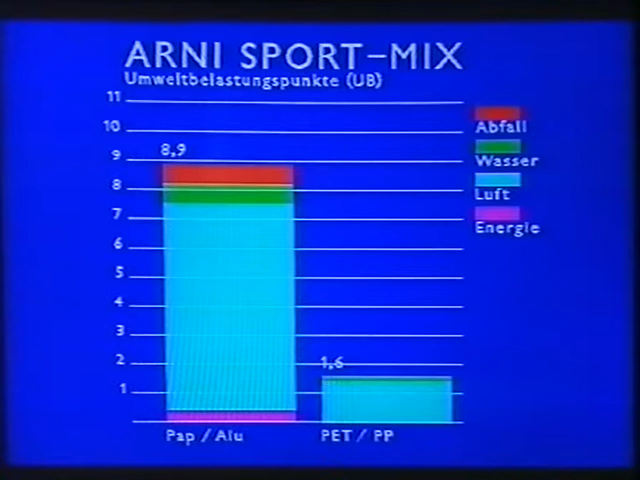 ARNI SPORT-MIX
Umweltbelastungspunkte (UB)
11
10
9
8
7
6
5
4
3
2
1
8,9
1,6
Pap / Alu
PET / PP
Abfall
Wasser
Luft
Energie